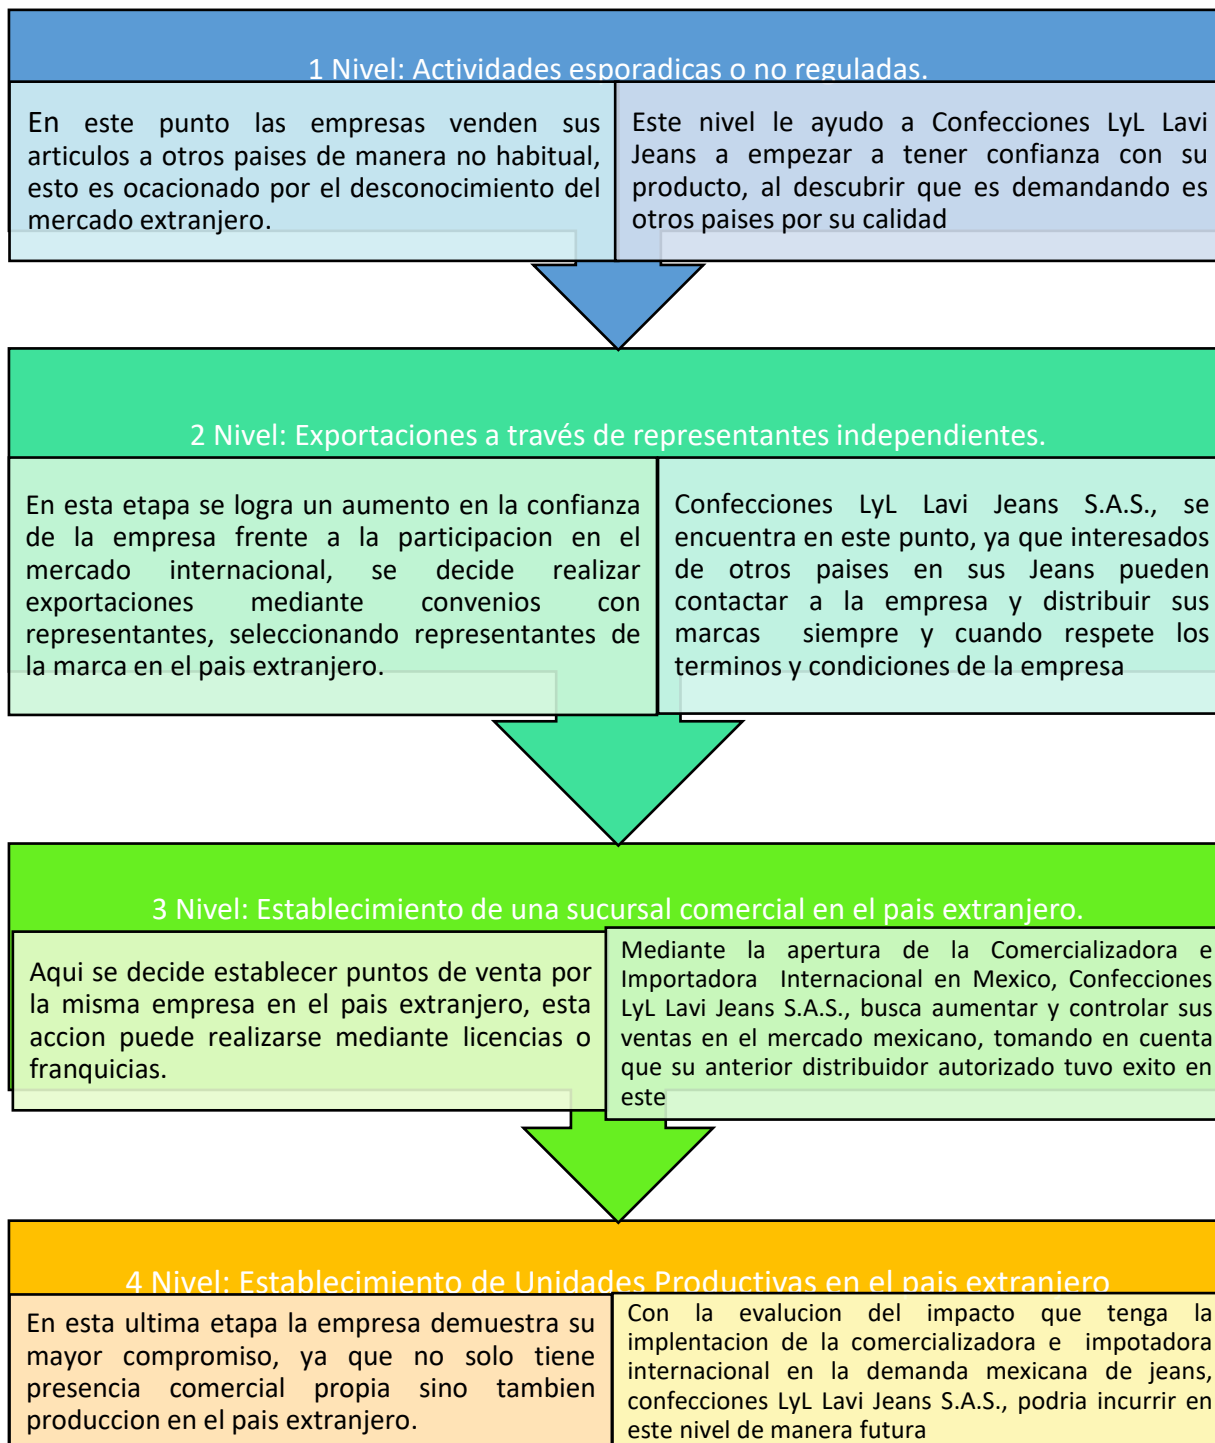 1 Nivel: Actividades esporadicas o no reguladas.
En este punto las empresas venden sus
articulos a otros paises de manera no habitual,
esto es ocacionado por el desconocimiento del
mercado extranjero.
Este nivel le ayudo a Confecciones LyL Lavi
Jeans a empezar a tener confianza con su
producto, al descubrir que es demandando es
otros paises por su calidad
2 Nivel: Exportaciones a través de representantes independientes.
En esta etapa se logra un aumento en la confianza
de la empresa frente a la participacion en el
mercado internacional, se decide realizar
exportaciones mediante convenios con
representantes, seleccionando representantes de
la marca en el pais extranjero.
Confecciones LyL Lavi Jeans S.A.S., se
encuentra en este punto, ya que interesados
de otros paises en sus Jeans pueden
contactar a la empresa y distribuir sus
marcas siempre y cuando respete los
terminos y condiciones de la empresa
3 Nivel: Establecimiento de una sucursal comercial en el pais extranjero.
Aqui se decide establecer puntos de venta por
la misma empresa en el pais extranjero, esta
accion puede realizarse mediante licencias o
franquicias.
Mediante la apertura de la Comercializadora e
Importadora Internacional en Mexico, Confecciones
LyL Lavi Jeans S.A.S., busca aumentar y controlar sus
ventas en el mercado mexicano, tomando en cuenta
que su anterior distribuidor autorizado tuvo exito en
este
4 Nivel: Establecimiento de Unidades Productivas en el pais extranjero
En esta ultima etapa la empresa demuestra su
mayor compromiso, ya que no solo tiene
presencia comercial propia sino tambien
produccion en el pais extranjero.
Con la evalucion del impacto que tenga la
implentacion de la comercializadora e impotadora
internacional en la demanda mexicana de jeans,
confecciones LyL Lavi Jeans S.A.S., podria incurrir en
este nivel de manera futura